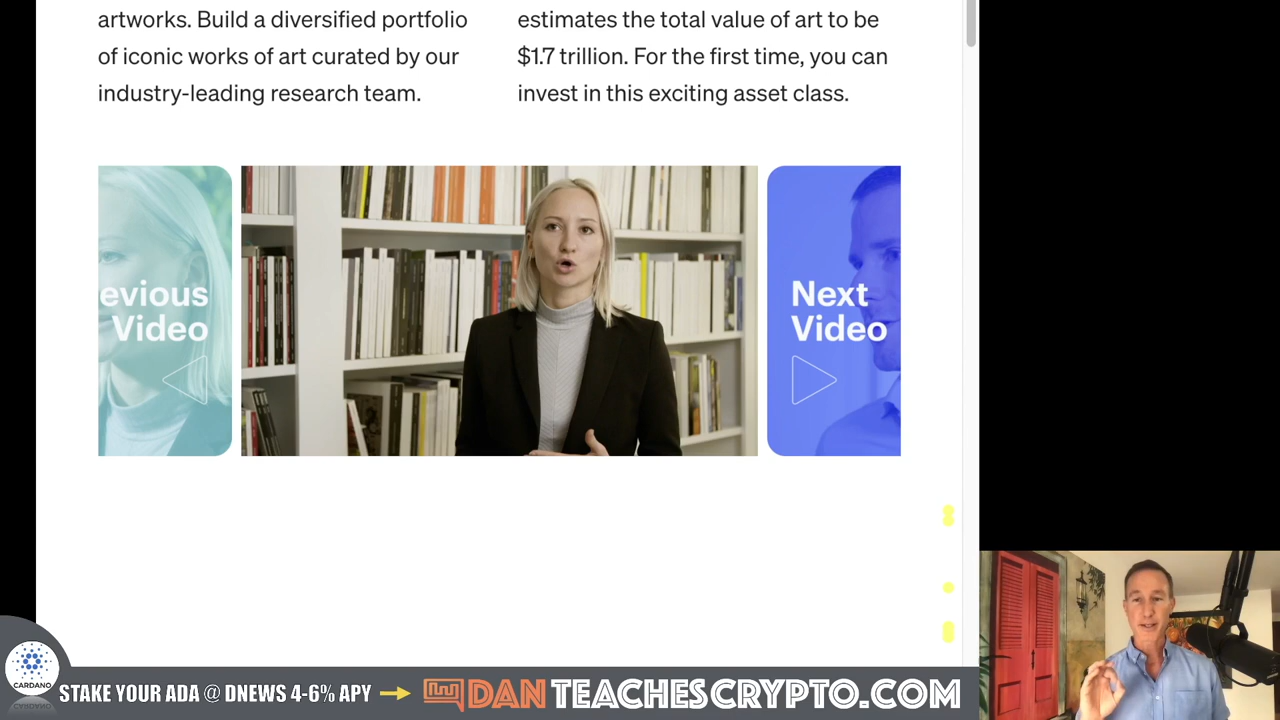 artworks. Build a diversified portfolio
of iconic works of art curated by our
industry-leading research team.
estimates the total value of art to be
$1.7 trillion. For the first time, you can
invest in this exciting asset class.
evious
Video
Next
Video
CARDANO
STAKE YOUR ADA @ DNEWS 4-6% APY
DANTEACHESCRYPTO.COM